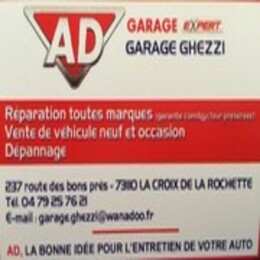 AD
GARAGE EXPERT
GARAGE GHEZZI
Réparation toutes marques (garantie constructeur préservée)
Vente de véhicule neuf et occasion
Dépannage
237 route des bons prés - 73110 LA CROIX DE LA ROCHETTE
Tél. 04 79 25 76 21
E-mail : garage.ghezzi@wanadoo.fr
AD, LA BONNE IDÉE POUR L'ENTRETIEN DE VOTRE AUTO